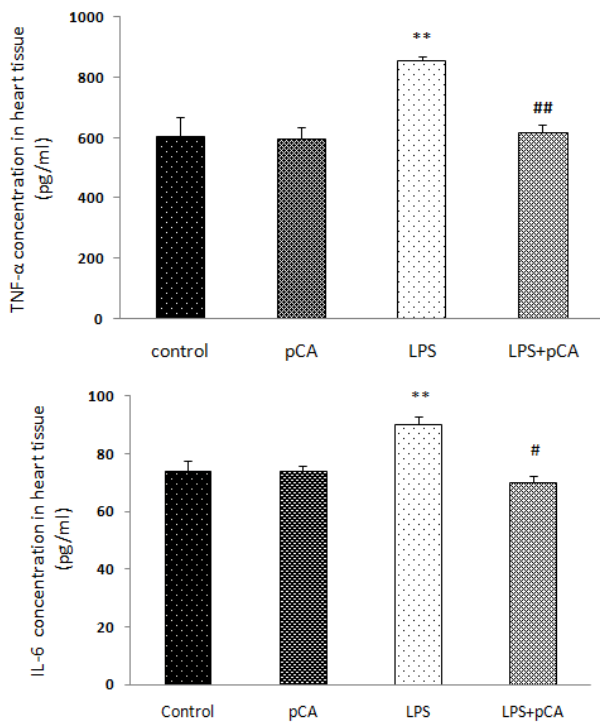 TNF-α concentration in heart tissue
(pg/ml)
1000
800
600
400
200
0
**
##
control pCA LPS LPS+pCA
IL-6 concentration in heart tissue
(pg/ml)
100
80
60
40
20
0
**
#
Control pCA LPS LPS+pCA